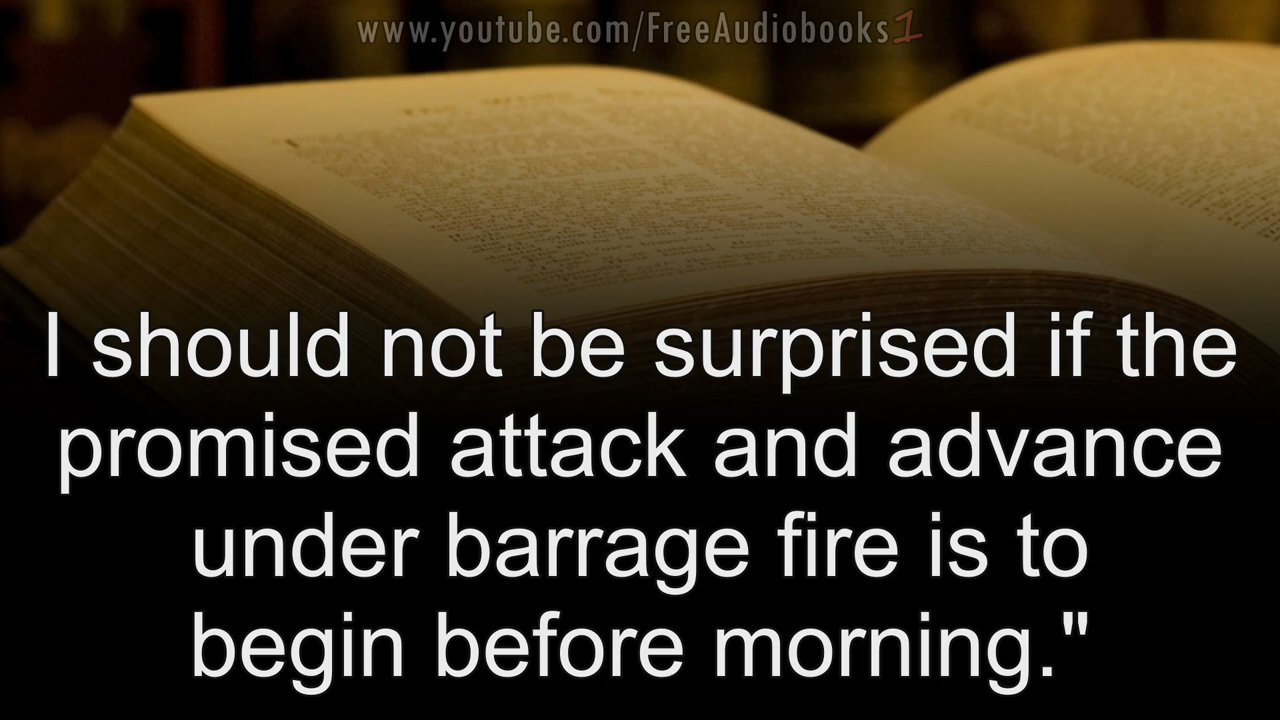 www.youtube.com/FreeAudiobooks1
I should not be surprised if the
promised attack and advance
under barrage fire is to
begin before morning."